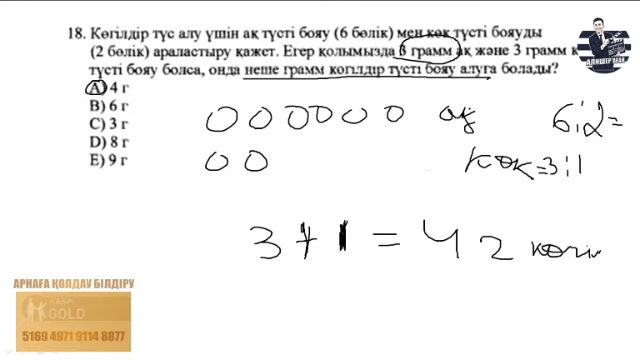 18. Көгілдір түс алу үшін ақ түсті бояу (6 бөлік) мен көк түсті бояуды
(2 бөлік) араластыру қажет. Егер қолымызда 3 грамм ақ және 3 грамм к
түсті бояу болса, онда неше грамм көгілдір түсті бояу алуға болады?
A) 4 г
B) 6 г
C) 3 г
D) 8 г
E) 9 г
ақ 6:2=
көк=3:1
3+1=4 2
АРНАҒА ҚОЛДАУ БІЛДІРУ
KASPI
GOLD
5169 4971 9114 8877